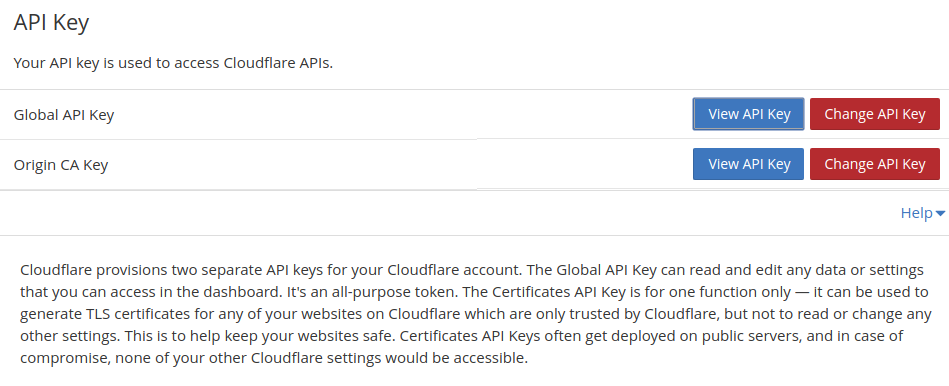 API Key
Your API key is used to access Cloudflare APIs.
Global API Key View API Key Change API Key
Origin CA Key View API Key Change API Key
Help
Cloudflare provisions two separate API keys for your Cloudflare account. The Global API Key can read and edit any data or settings
that you can access in the dashboard. It's an all-purpose token. The Certificates API Key is for one function only — it can be used to
generate TLS certificates for any of your websites on Cloudflare which are only trusted by Cloudflare, but not to read or change any
other settings. This is to help keep your websites safe. Certificates API Keys often get deployed on public servers, and in case of
compromise, none of your other Cloudflare settings would be accessible.